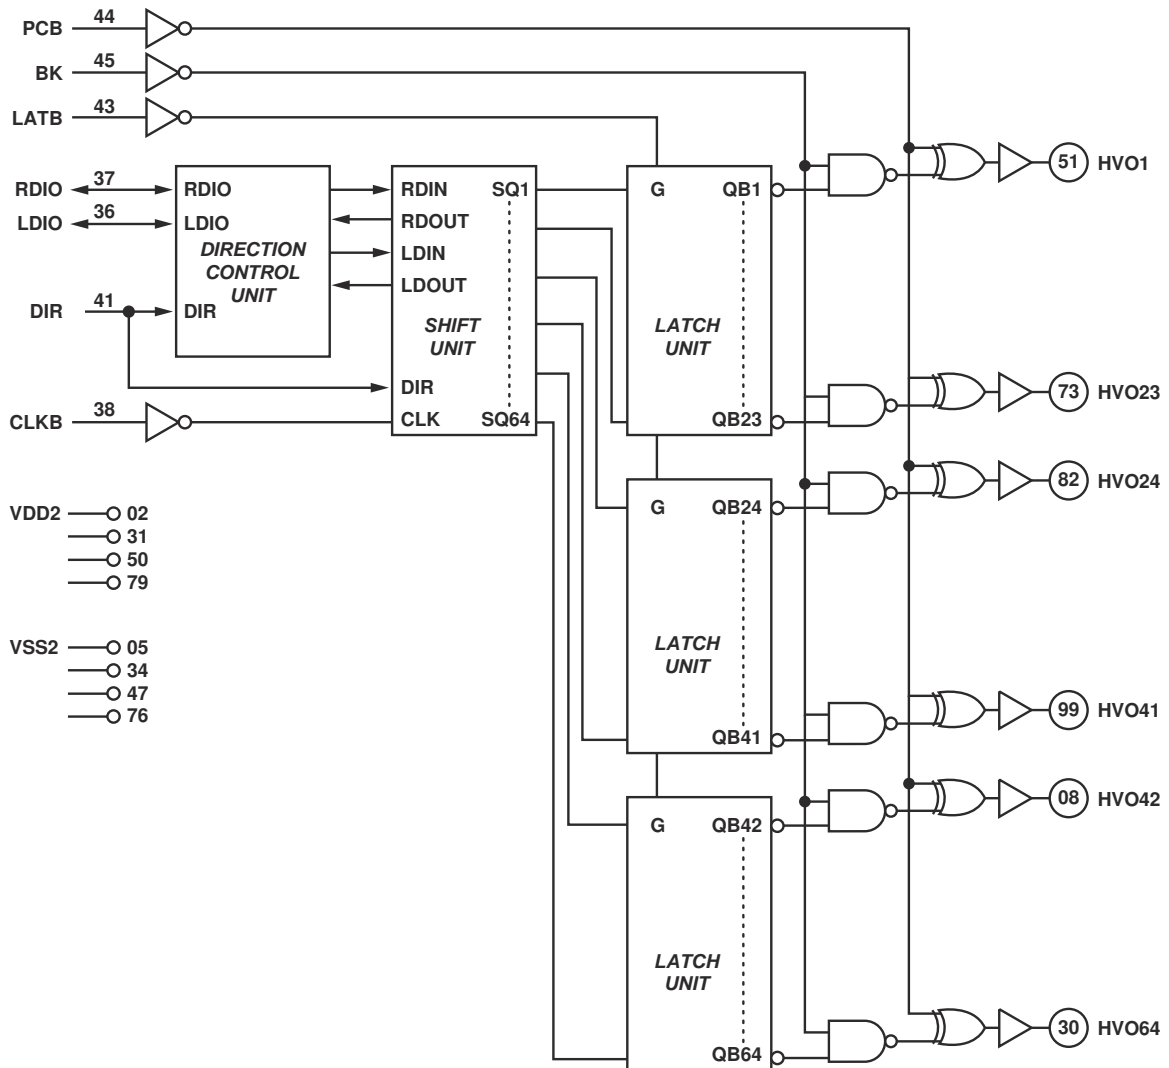 PCB 44
BK 45
LATB 43
51 HVO1
RDIO 37 RDIO RDIN SQ1 G QB1
LDIO 36 LDIO RDOUT
DIRECTION
CONTROL
UNIT
LDIN
LDOUT
DIR 41 DIR
SHIFT
UNIT
LATCH
UNIT
DIR
73 HVO23
CLKB 38 CLK SQ64 QB23
82 HVO24
G QB24
VDD2 02
31
50
79
VSS2 05
34
47
76
LATCH
UNIT
99 HVO41
QB41
08 HVO42
G QB42
LATCH
UNIT
30 HVO64
QB64